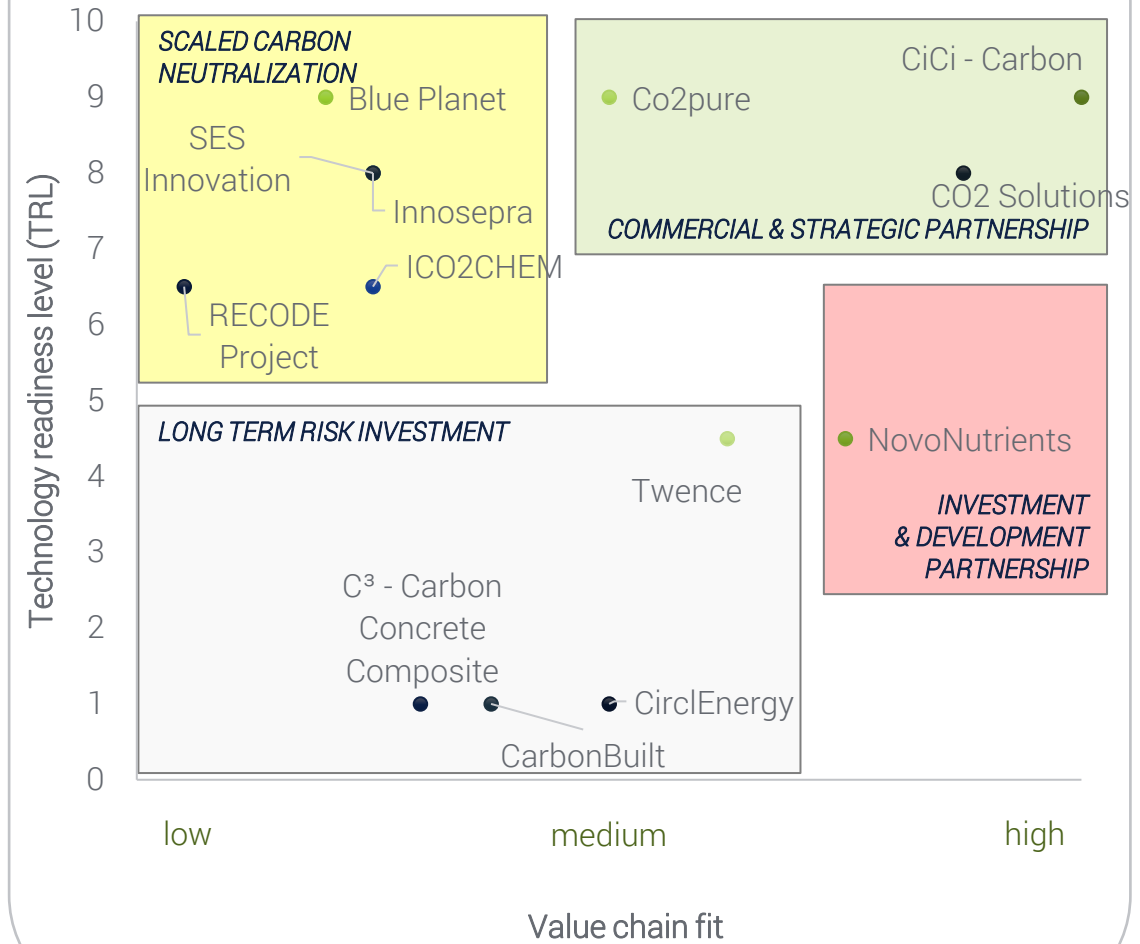 10
9
8
7
6
5
4
3
2
1
0
Technology readiness level (TRL)
SCALED CARBON
NEUTRALIZATION
Blue Planet
SES
Innovation
Innosepra
ICO2CHEM
RECODE
Project
CiCi - Carbon
Co2pure
CO2 Solutions
COMMERCIAL & STRATEGIC PARTNERSHIP
LONG TERM RISK INVESTMENT
Twence
C³ - Carbon
Concrete
Composite
CirclEnergy
CarbonBuilt
NovoNutrients
INVESTMENT
& DEVELOPMENT
PARTNERSHIP
low
medium
high
Value chain fit